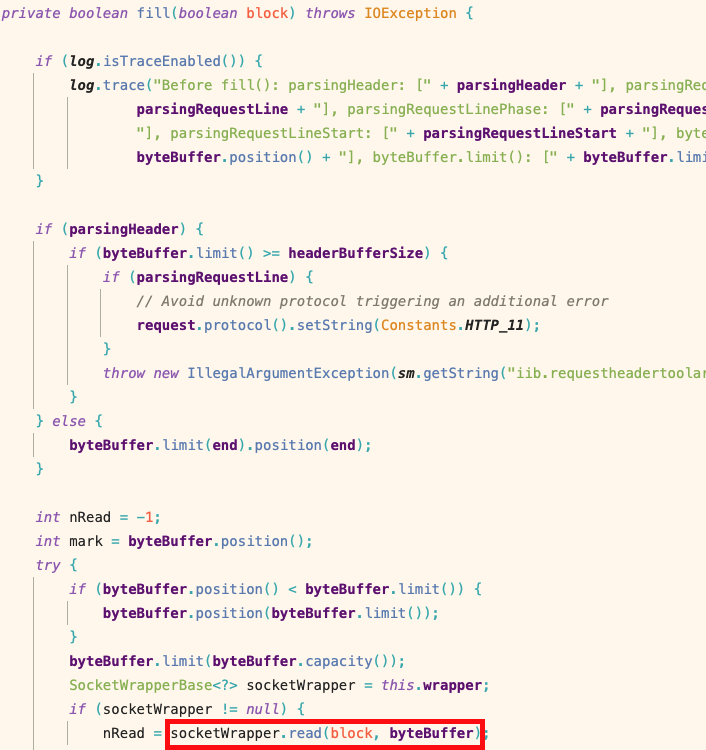 private boolean fill(boolean block) throws IOException {
if (log.isTraceEnabled()) {
log.trace("Before fill(): parsingHeader: [" + parsingHeader + "], parsingReq
parsingRequestLine + "], parsingRequestLinePhase: [" + parsingReques
"], parsingRequestLineStart: [" + parsingRequestLineStart + "], byte
byteBuffer.position() + "], byteBuffer.limit(): [" + byteBuffer.limi
}
if (parsingHeader) {
if (byteBuffer.limit() >= headerBufferSize) {
if (parsingRequestLine) {
// Avoid unknown protocol triggering an additional error
request.protocol().setString(Constants.HTTP_11);
}
throw new IllegalArgumentException(sm.getString("iib.requestheadertoolar
}
} else {
byteBuffer.limit(end).position(end);
}
int nRead = -1;
int mark = byteBuffer.position();
try {
if (byteBuffer.position() < byteBuffer.limit()) {
byteBuffer.position(byteBuffer.limit());
}
byteBuffer.limit(byteBuffer.capacity());
SocketWrapperBase<?> socketWrapper = this.wrapper;
if (socketWrapper != null) {
nRead = socketWrapper.read(block, byteBuffer);